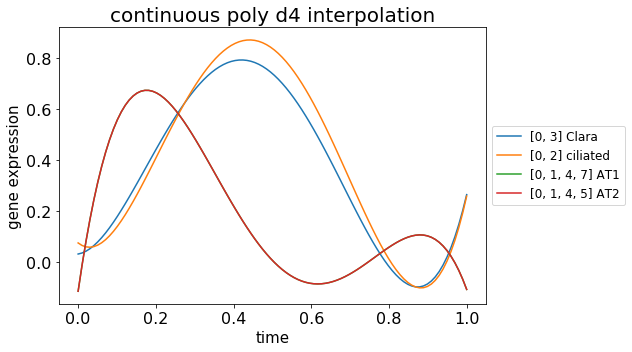 continuous poly d4 interpolation
gene expression
0.8
0.6
0.4
0.2
0.0
0.0 0.2 0.4 0.6 0.8 1.0
time
[0, 3] Clara
[0, 2] ciliated
[0, 1, 4, 7] AT1
[0, 1, 4, 5] AT2